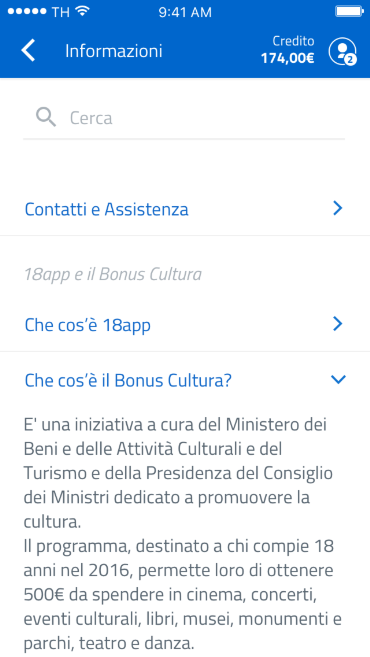 TH 9:41 AM
Informazioni
Credito
174,00€
2
Cerca
Contatti e Assistenza
18app e il Bonus Cultura
Che cos’è 18app
Che cos’è il Bonus Cultura?
E' una iniziativa a cura del Ministero dei
Beni e delle Attività Culturali e del
Turismo e della Presidenza del Consiglio
dei Ministri dedicato a promuovere la
cultura.
Il programma, destinato a chi compie 18
anni nel 2016, permette loro di ottenere
500€ da spendere in cinema, concerti,
eventi culturali, libri, musei, monumenti e
parchi, teatro e danza.